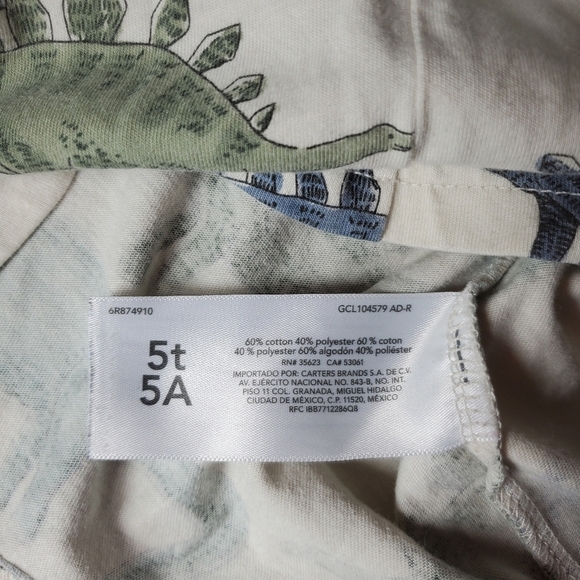 6R874910
GCL104579 AD-R
5t
5A
60% cotton 40% polyester 60 % coton
40 % polyester 60% algodón 40% poliéster
RN# 35623 CA# 53061
IMPORTADO POR: CARTERS BRANDS S.A. DE C.V.
AV. EJÉRCITO NACIONAL NO. 843-B, NO. INT.
PISO 11 COL. GRANADA, MIGUEL HIDALGO
CIUDAD DE MÉXICO, C.P. 11520, MÉXICO
RFC IBB7712286Q8